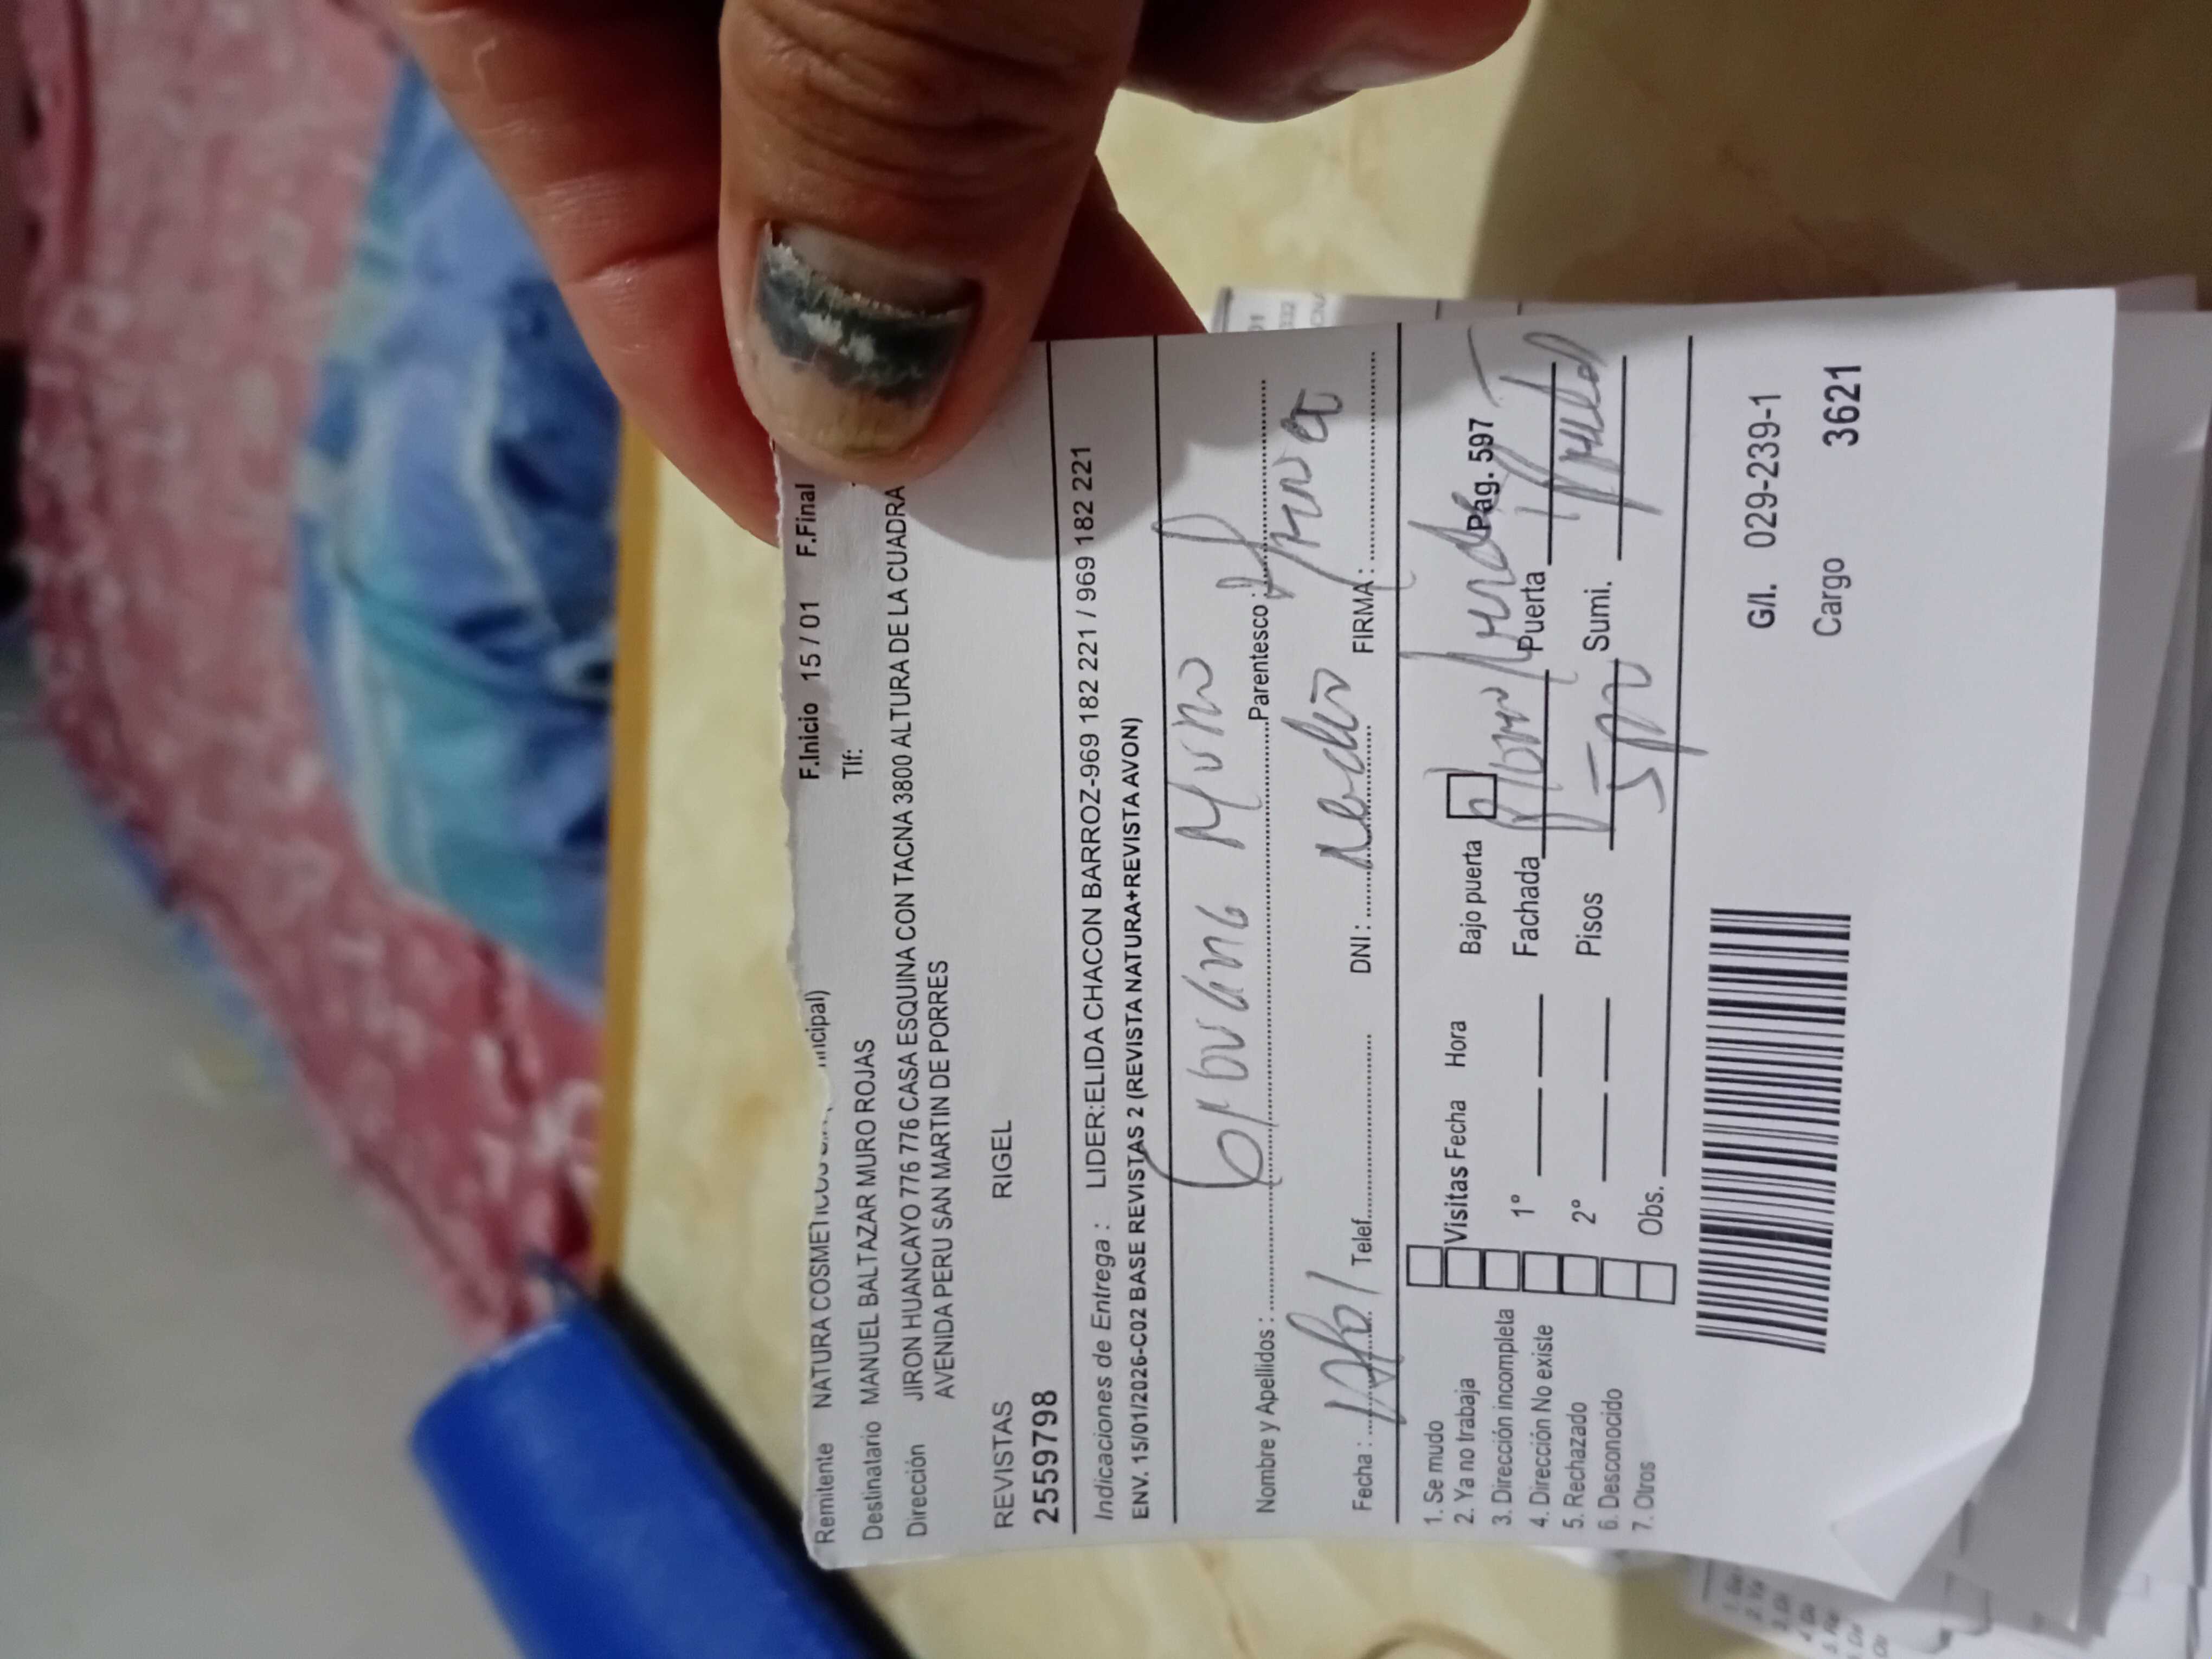 F.Inicio 15 / 01 F.Final
Remitente NATURA COSMETICOS incipal)
Tlf:
Destinatario MANUEL BALTAZAR MURO ROJAS
Dirección JIRON HUANCAYO 776 776 CASA ESQUINA CON TACNA 3800 ALTURA DE LA CUADRA
AVENIDA PERU SAN MARTIN DE PORRES
REVISTAS RIGEL
2559798
Indicaciones de Entrega : LIDER:ELIDA CHACON BARROZ-969 182 221 / 969 182 221
ENV. 15/01/2026-C02 BASE REVISTAS 2 (REVISTA NATURA+REVISTA AVON)
Nombre y Apellidos : Muro Parentesco :
Fecha : Telef. DNI : FIRMA :
1. Se mudo
2. Ya no trabaja
3. Dirección incompleta
4. Dirección No existe
5. Rechazado
6. Desconocido
7. Otros
Visitas Fecha Hora Bajo puerta Pág. 597
1° Fachada Puerta
2° Pisos Sumi.
Obs.
G/I. 029-239-1
Cargo 3621